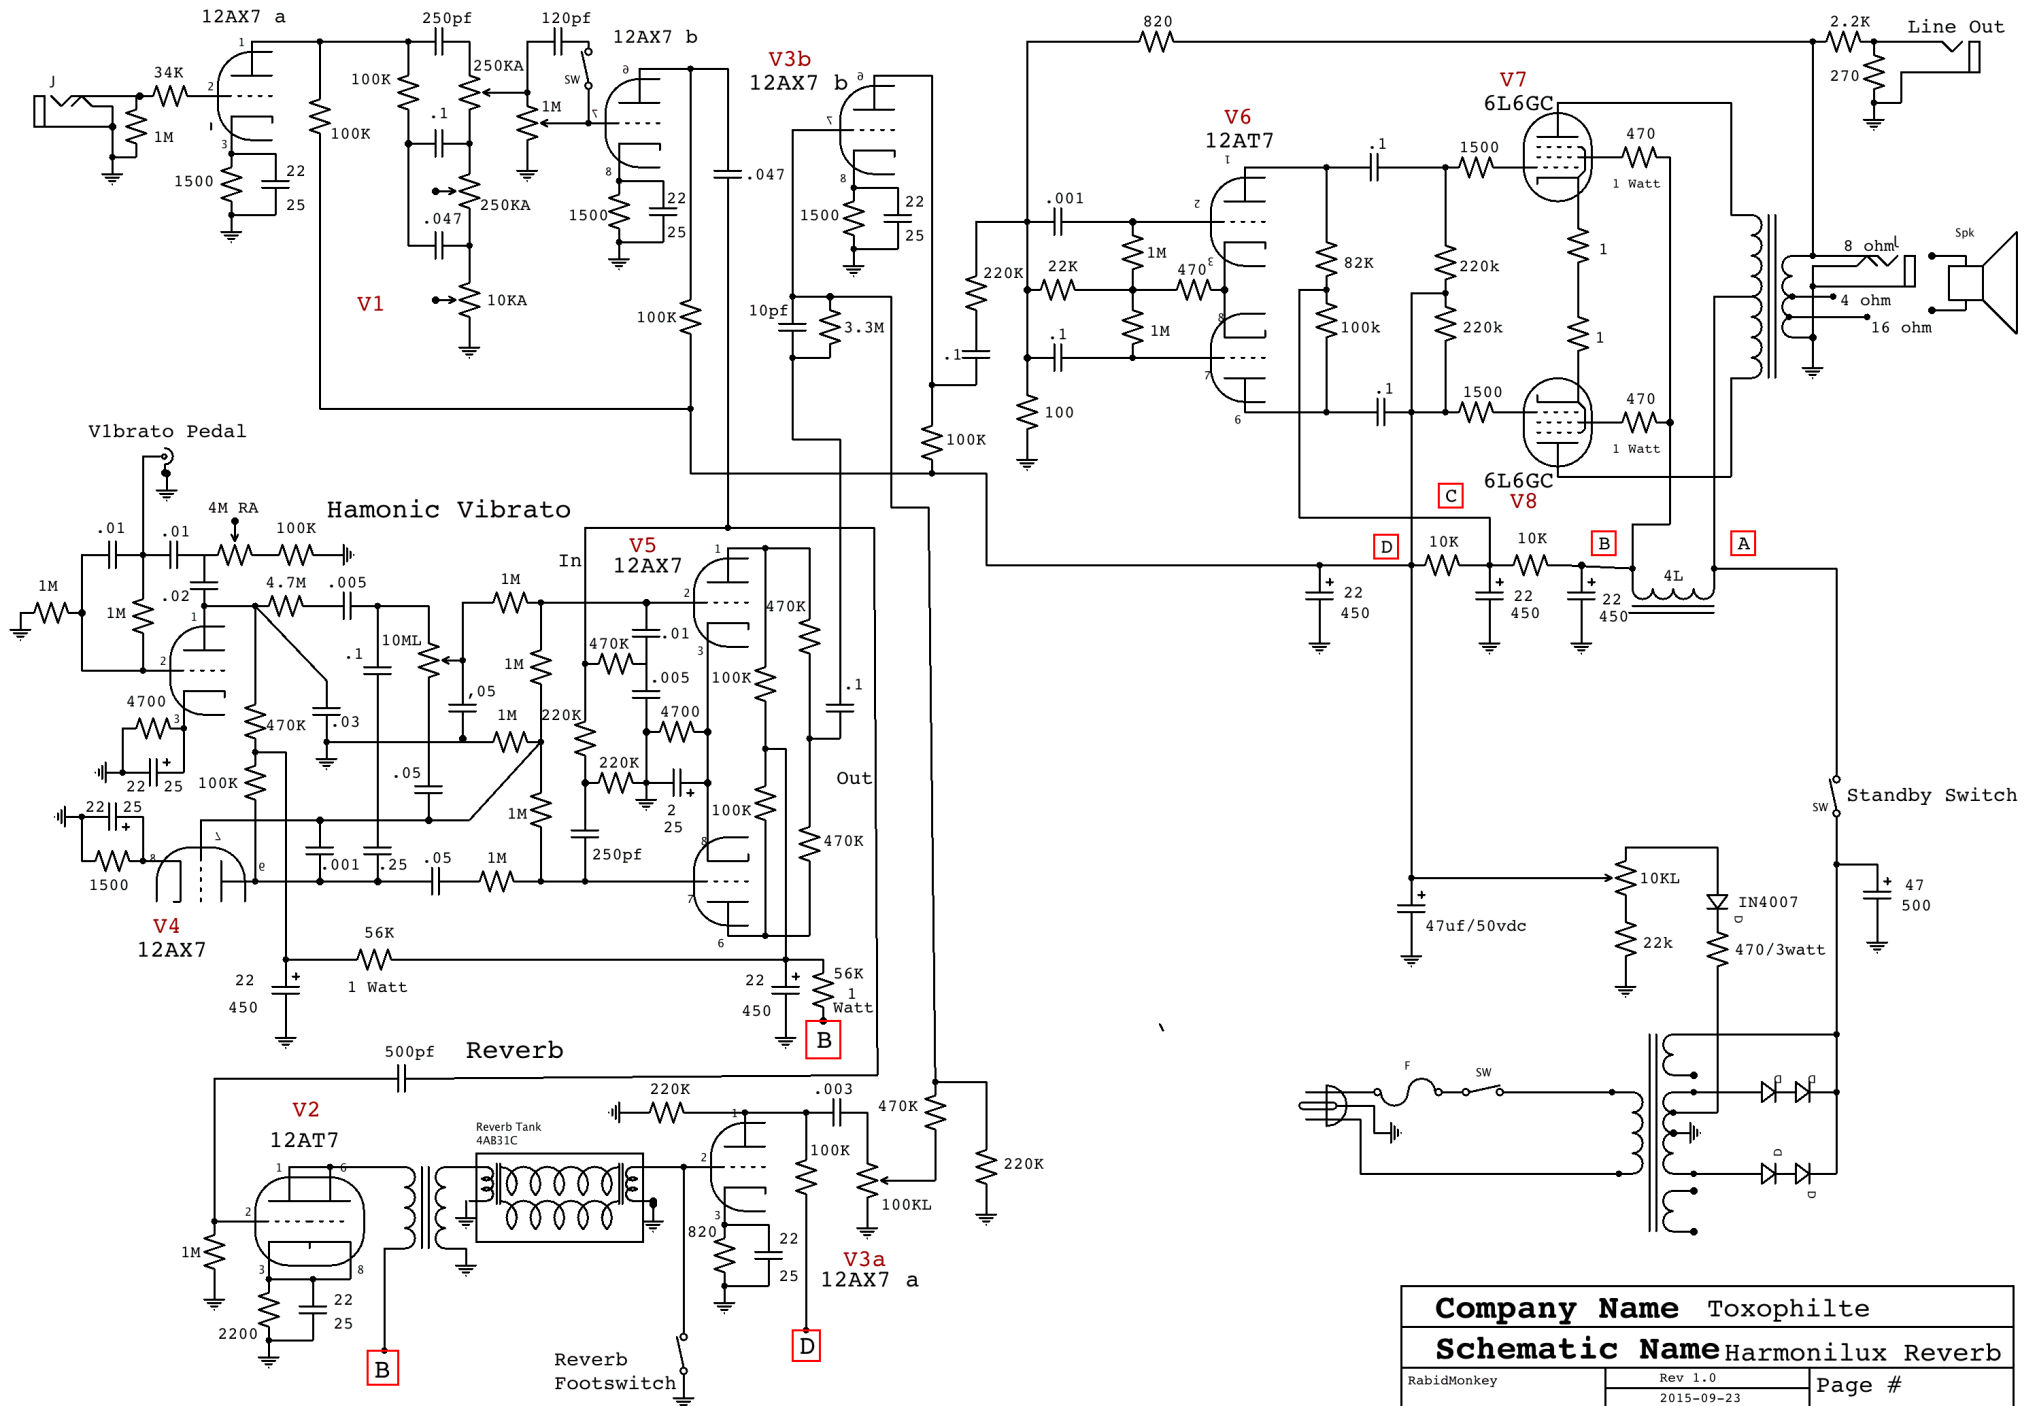 12AX7 a
250pf
120pf
12AX7 b
V3b
12AX7 b
820
2.2K
Line Out
J
34K
1M
100K
100K
250KA
SW
1M
.1
250KA
.047
10KA
V1
1500
22
25
1500
22
25
.047
100K
1500
22
25
10pf
3.3M
220K
.1
100K
270
V7
6L6GC
V6
12AT7
.001
22K
1M
470
1M
.1
100
82K
100k
.1
.1
1500
220k
220k
1500
470
1 Watt
1
1
470
1 Watt
6L6GC
V8
8 ohm
4 ohm
16 ohm
Spk
V1brato Pedal
Hamonic Vibrato
.01
.01
4M RA
100K
1M
1M
.02
4.7M
.005
10ML
.1
4700
470K
.03
,05
22
25
100K
.05
22
25
1500
.001
.25
.05
1M
V4
12AX7
In
V5
12AX7
1M
1M
1M
220K
470K
.01
.005
4700
220K
1M
2
25
250pf
470K
100K
100K
470K
.1
Out
56K
1 Watt
22
450
22
450
56K
1
Watt
B
C
D
10K
10K
B
A
4L
22
450
22
450
22
450
Standby Switch
SW
10KL
IN4007
D
22k
470/3watt
47uf/50vdc
47
500
F
SW
D
D
D
D
500pf
Reverb
V2
12AT7
Reverb Tank
4AB31C
220K
.003
470K
100K
100KL
220K
1M
2200
22
25
820
22
25
V3a
12AX7 a
B
D
Reverb
Footswitch
Company Name Toxophilte
Schematic Name Harmonilux Reverb
RabidMonkey
Rev 1.0
2015-09-23
Page #